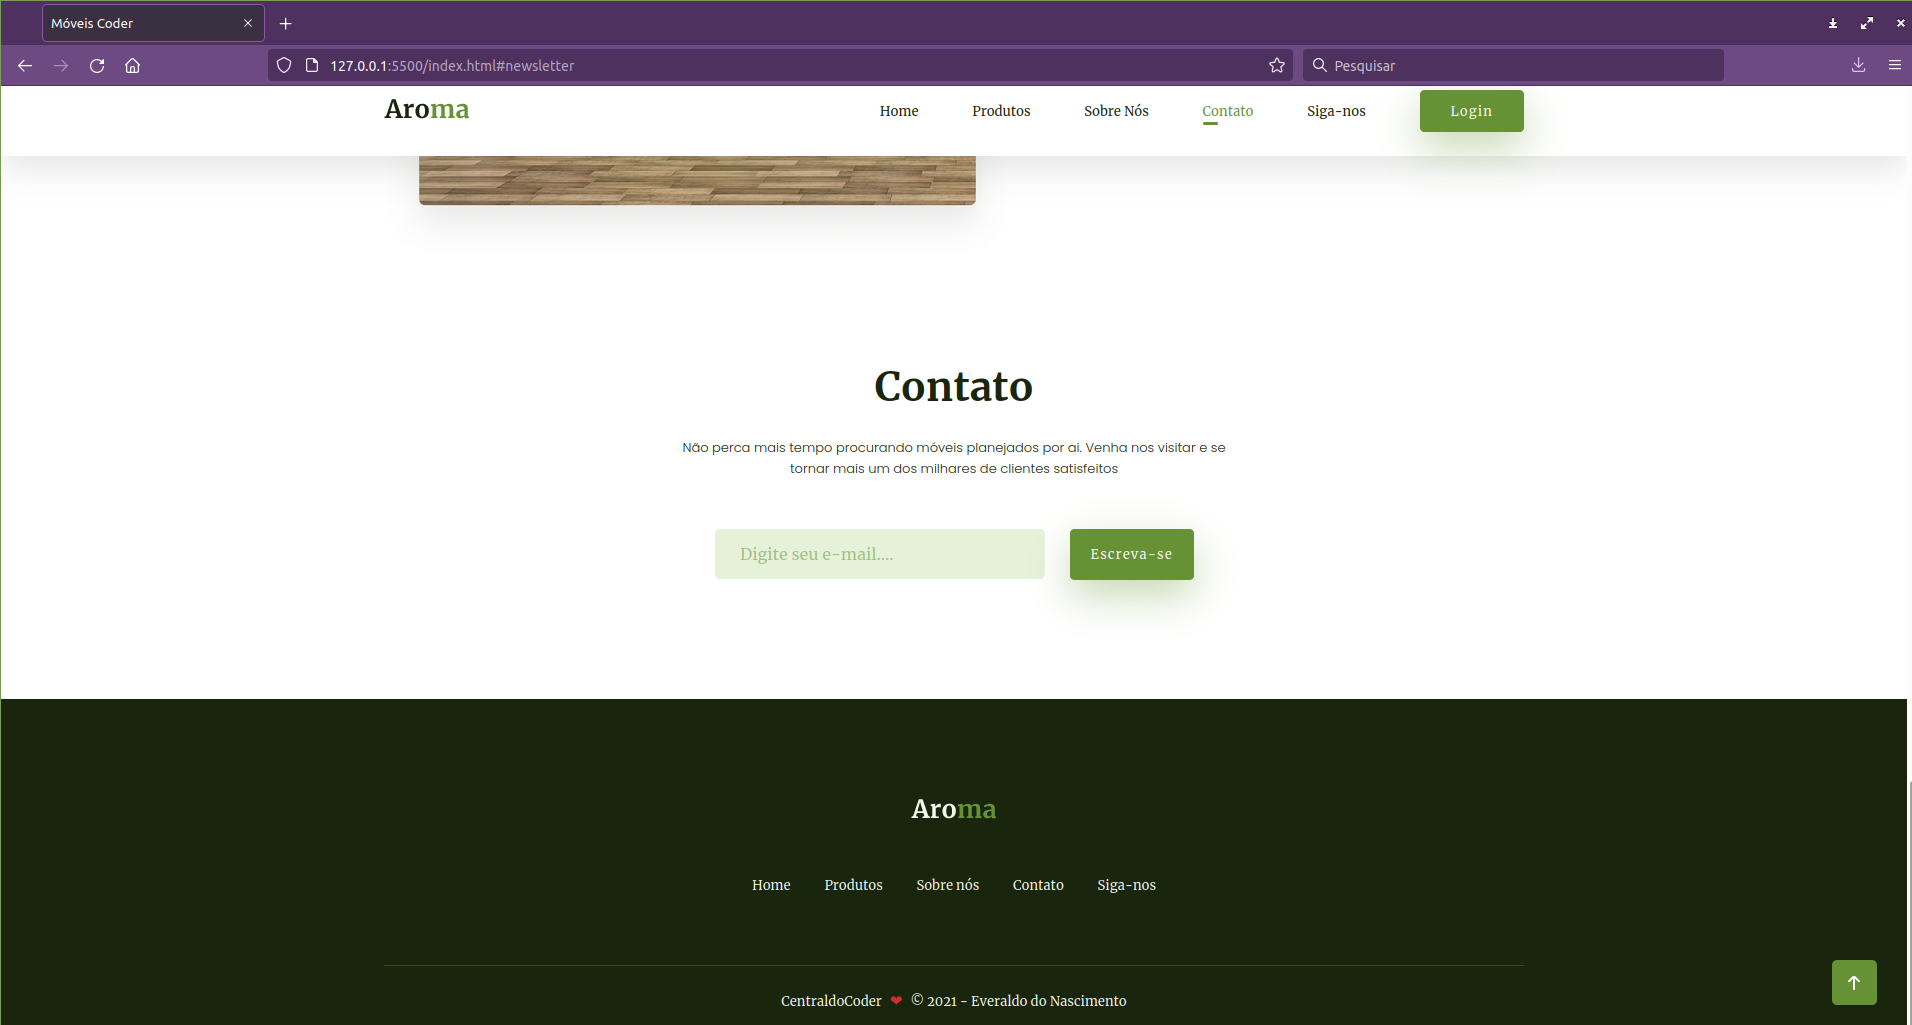 Móveis Coder
127.0.0.1:5500/index.html#newsletter
Pesquisar
Aroma
Home
Produtos
Sobre Nós
Contato
Siga-nos
Login
Contato
Não perca mais tempo procurando móveis planejados por ai. Venha nos visitar e se
tornar mais um dos milhares de clientes satisfeitos
Digite seu e-mail....
Escreva-se
Aroma
Home
Produtos
Sobre nós
Contato
Siga-nos
CentraldoCoder ❤ © 2021 - Everaldo do Nascimento